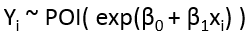 Yᵢ ~ POI( exp(β₀ + β₁xᵢ) )